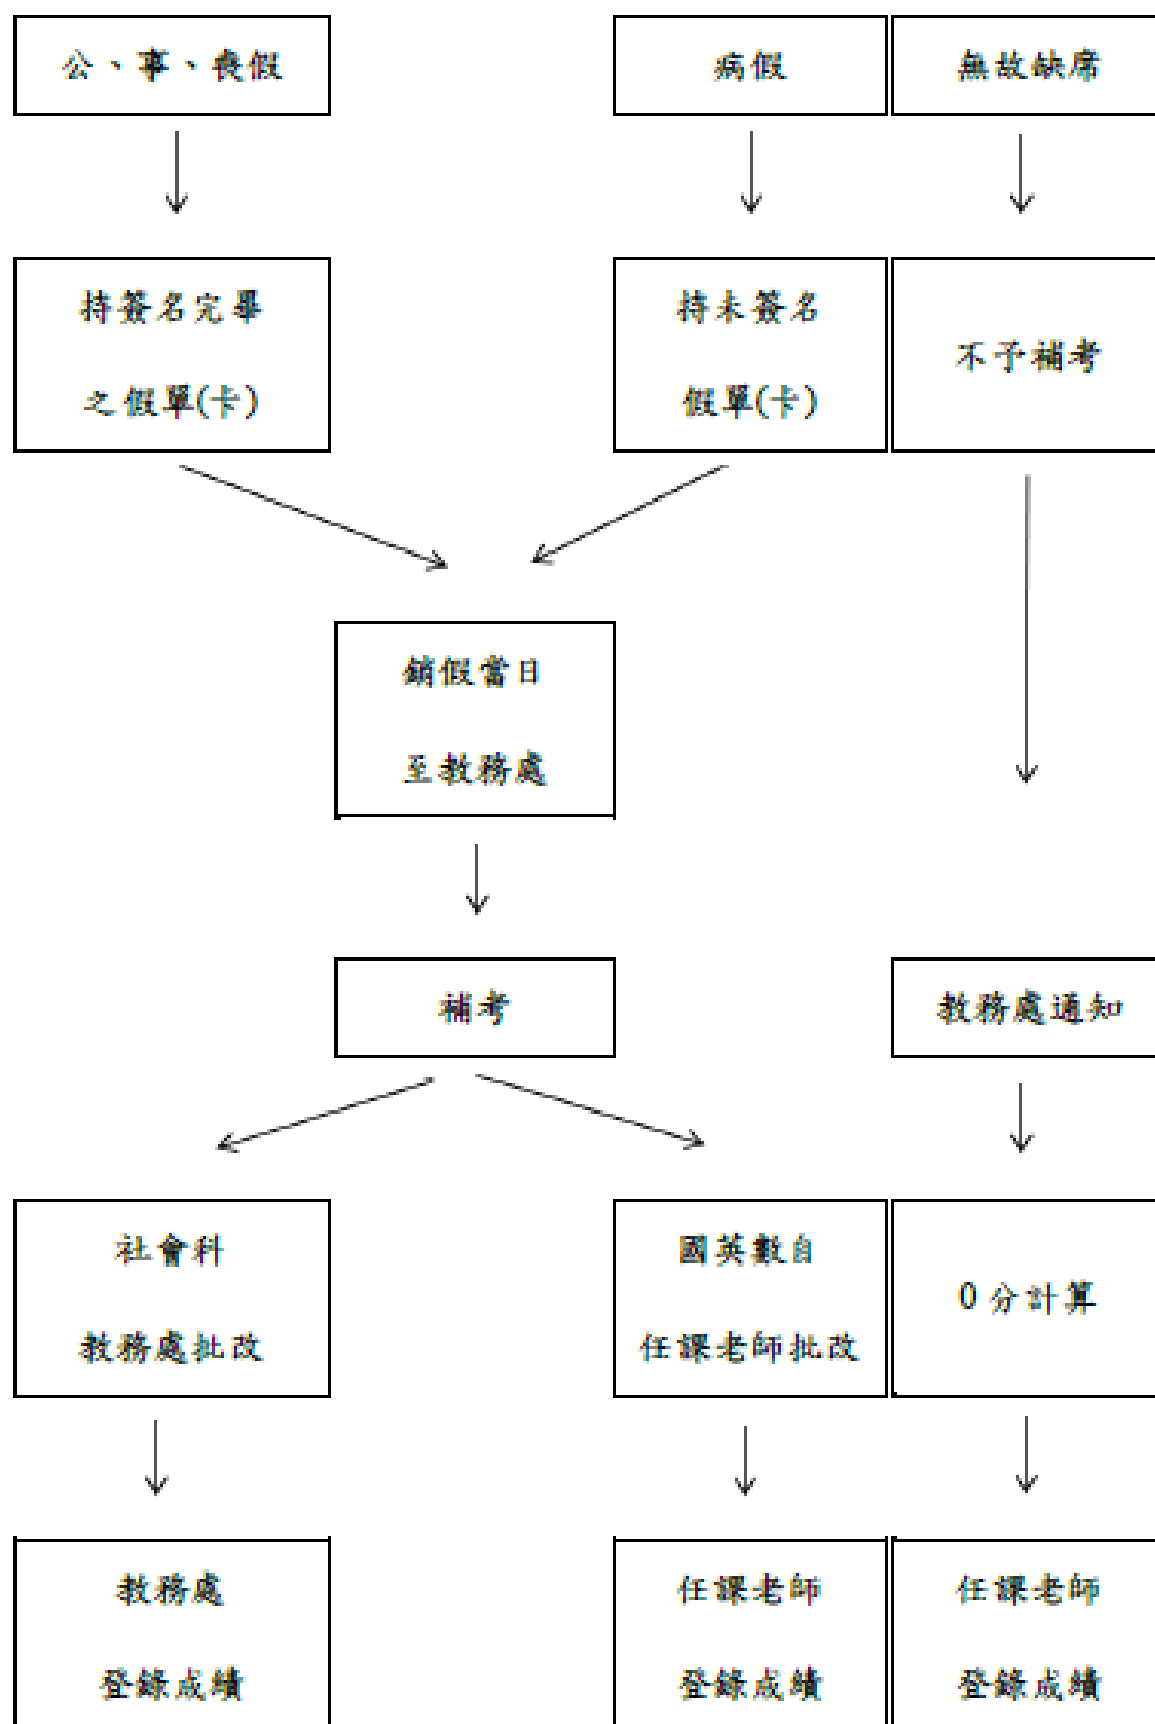 公、事、喪假
病假
無故缺席
持簽名完畢
之假單(卡)
持未簽名
假單(卡)
不予補考
銷假當日
至教務處
補考
教務處通知
社會科
教務處批改
國英數自
任課老師批改
0分計算
教務處
登錄成績
任課老師
登錄成績
任課老師
登錄成績